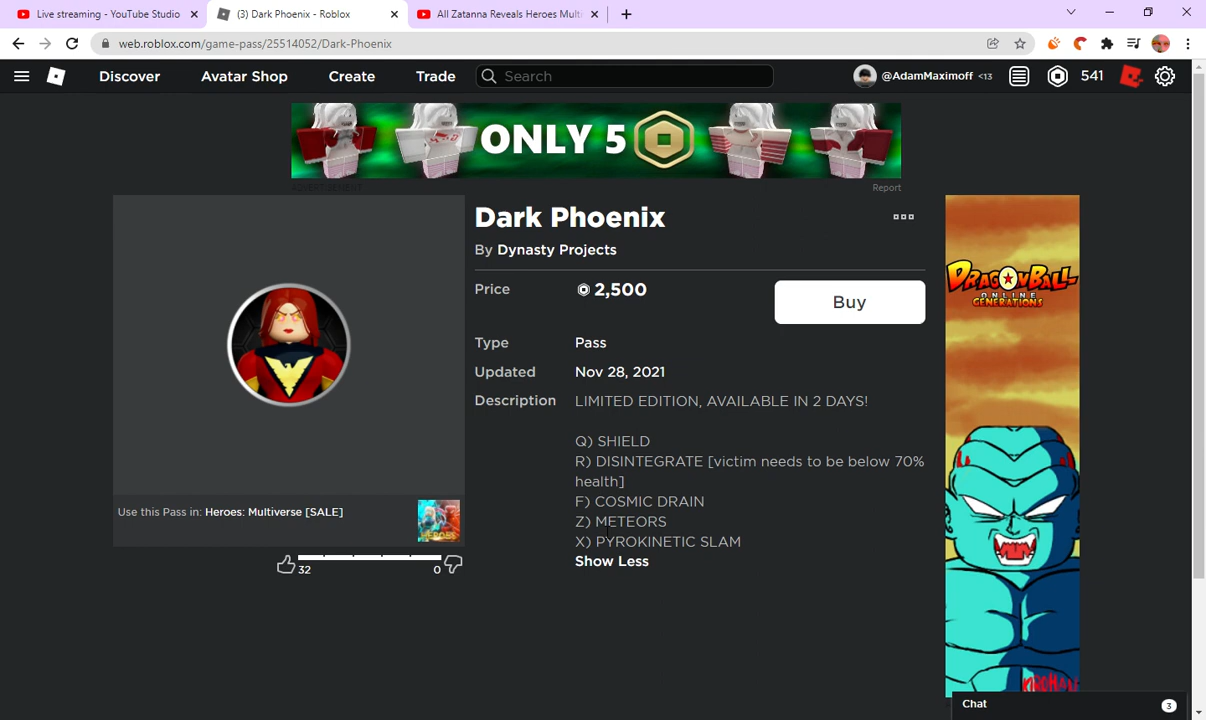 Live streaming - YouTube Studio
(3) Dark Phoenix - Roblox
All Zatanna Reveals Heroes Mult
web.roblox.com/game-pass/25514052/Dark-Phoenix
Discover
Avatar Shop
Create
Trade
Search
@AdamMaximoff <13
541
ONLY 5
ADVERTISEMENT
Report
Dark Phoenix
By Dynasty Projects
Price
2,500
Buy
Type
Pass
Updated
Nov 28, 2021
Description
LIMITED EDITION, AVAILABLE IN 2 DAYS!
Q) SHIELD
R) DISINTEGRATE [victim needs to be below 70%
health]
F) COSMIC DRAIN
Z) METEORS
X) PYROKINETIC SLAM
Show Less
Use this Pass in: Heroes: Multiverse [SALE]
HEROES
32
0
DRAGON BALL
ONLINE
GENERATIONS
Chat
3